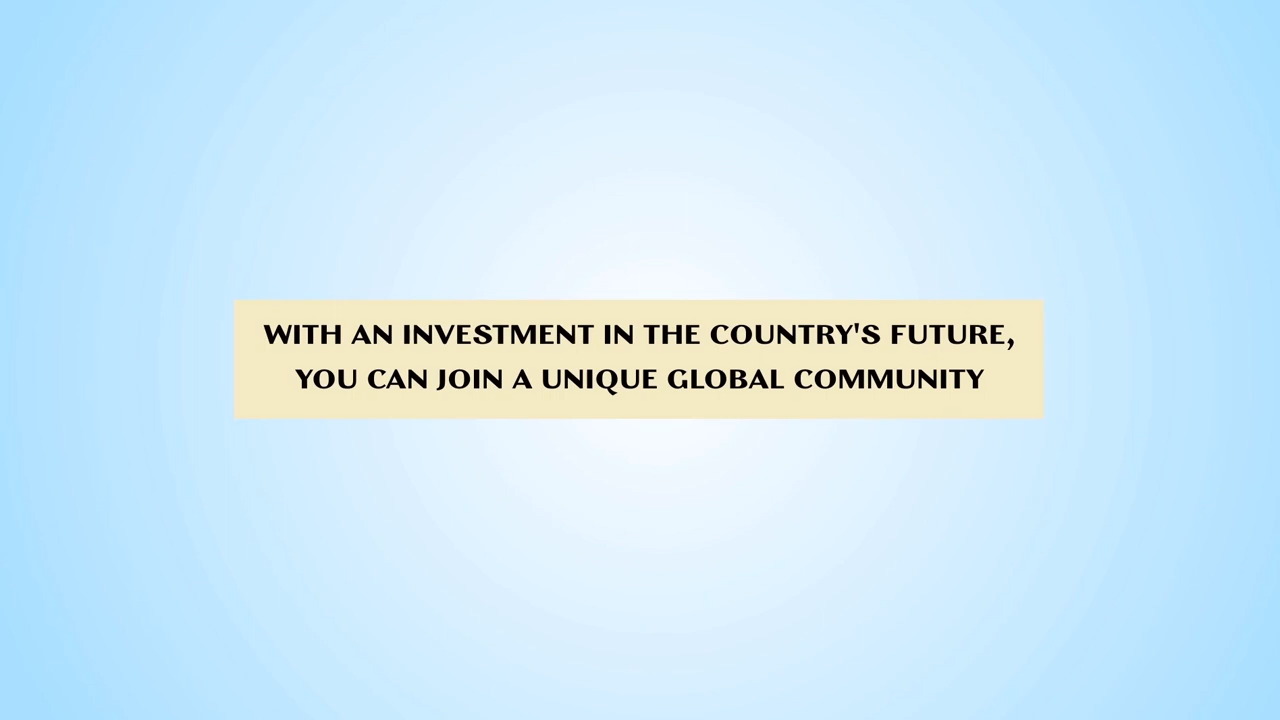 WITH AN INVESTMENT IN THE COUNTRY'S FUTURE,
YOU CAN JOIN A UNIQUE GLOBAL COMMUNITY